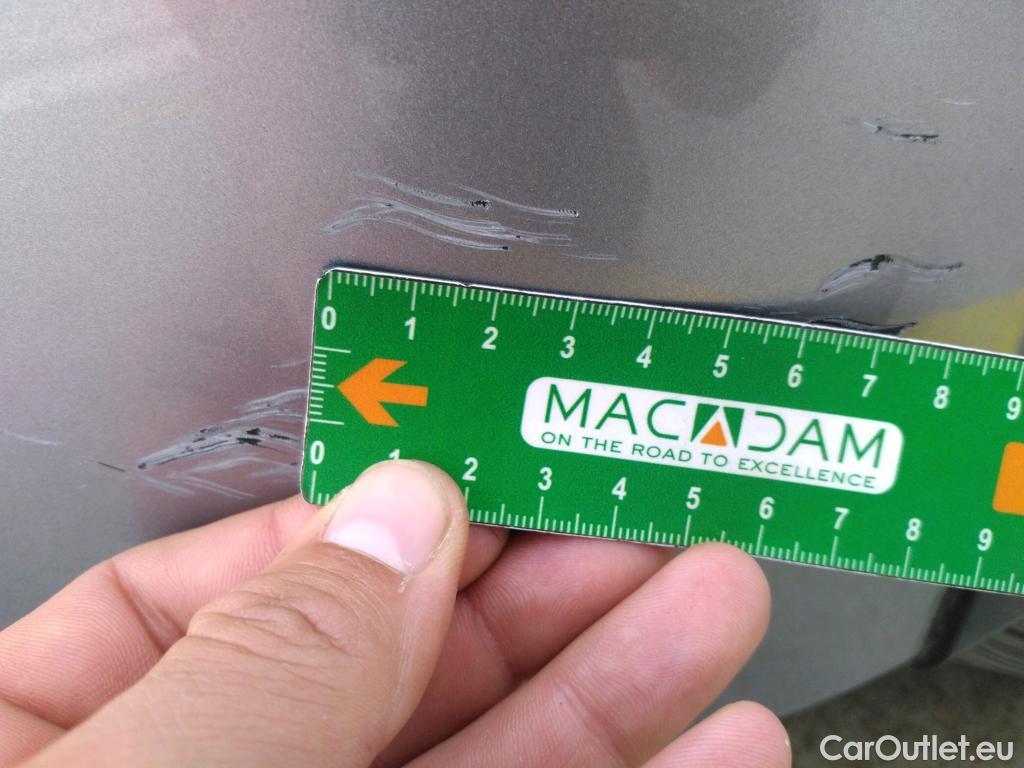 0 1 2 3 4 5 6 7 8 9
MACADAM
ON THE ROAD TO EXCELLENCE
0 1 2 3 4 5 6 7 8 9
CarOutlet.eu